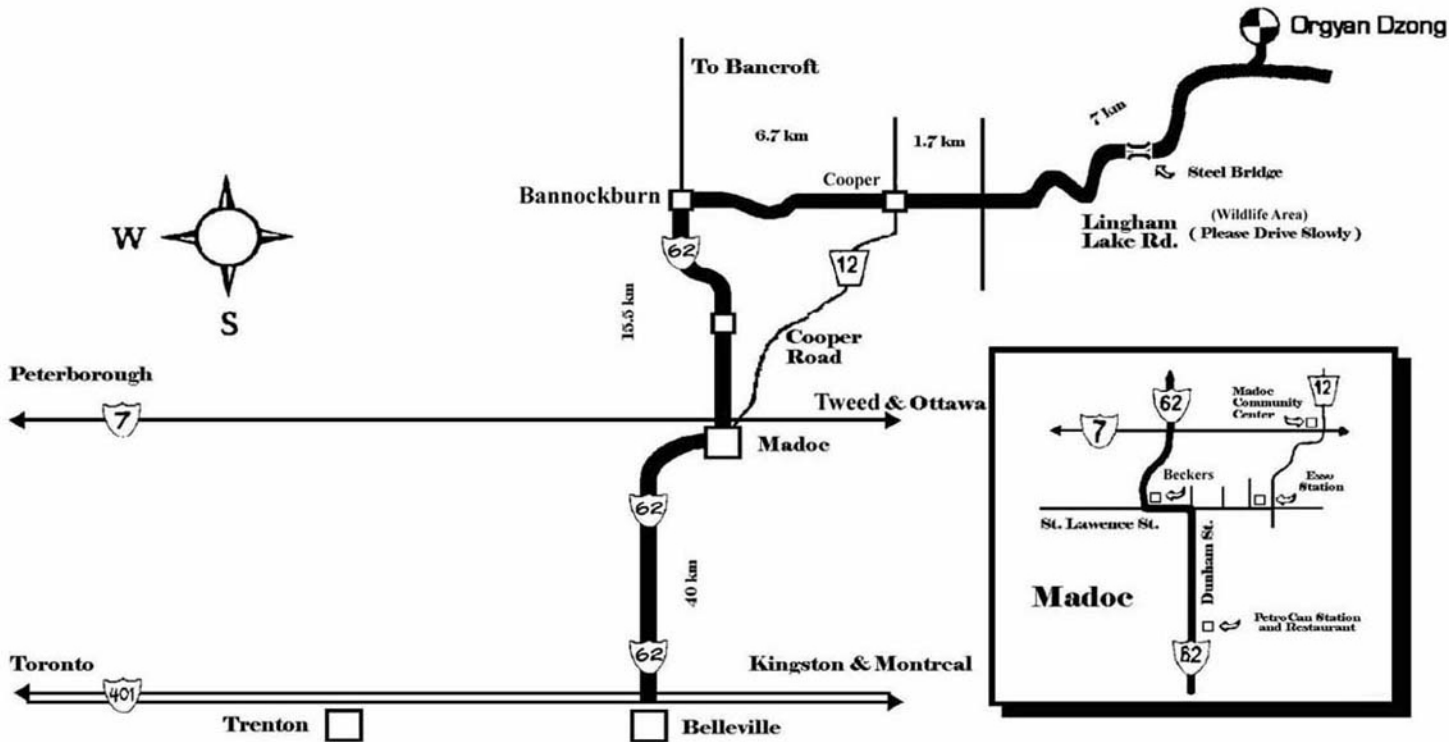 Orgyan Dzong
To Bancroft
7 km
6.7 km
1.7 km
Steel Bridge
Cooper
Bannockburn
Lingham
Lake Rd.
(Wildlife Area)
( Please Drive Slowly )
62
12
W
S
15.5 km
Cooper
Road
Peterborough
7
Tweed & Ottawa
Madoc
62
40 km
62
Toronto
401
Kingston & Montreal
Trenton
Belleville
62
Madoc
Community
Center
12
7
Beckers
Esso
Station
St. Lawence St.
Dunham St.
Madoc
PetroCan Station
and Restaurant
62